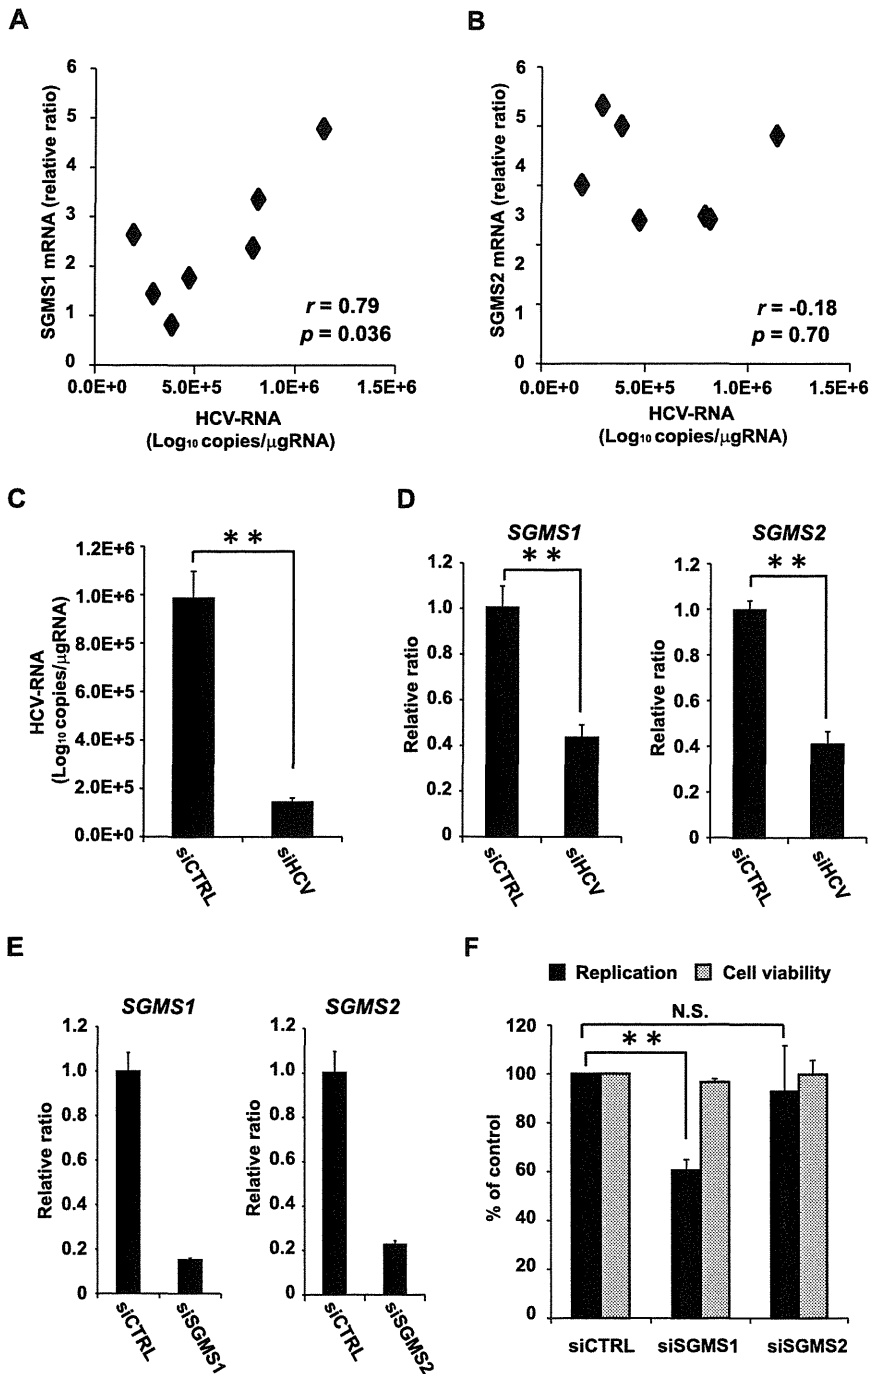 A
6
5
4
3
2
1
0
SGMS1 mRNA (relative ratio)
r = 0.79
p = 0.036
0.0E+0 5.0E+5 1.0E+6 1.5E+6
HCV-RNA
(Log10 copies/μgRNA)
B
6
5
4
3
2
1
0
SGMS2 mRNA (relative ratio)
r = -0.18
p = 0.70
0.0E+0 5.0E+5 1.0E+6 1.5E+6
HCV-RNA
(Log10 copies/μgRNA)
C
1.2E+6
1.0E+6
8.0E+5
6.0E+5
4.0E+5
2.0E+5
0.0E+0
HCV-RNA
(Log10 copies/μgRNA)
**
siCTRL siHCV
D
SGMS1
**
1.2
1.0
0.8
0.6
0.4
0.2
0
Relative ratio
siCTRL siHCV
SGMS2
**
1.2
1.0
0.8
0.6
0.4
0.2
0
Relative ratio
siCTRL siHCV
E
SGMS1
1.2
1.0
0.8
0.6
0.4
0.2
0
Relative ratio
siCTRL siSGMS1
SGMS2
1.2
1.0
0.8
0.6
0.4
0.2
0
Relative ratio
siCTRL siSGMS2
F
Replication Cell viability
N.S.
**
120
100
80
60
40
20
0
% of control
siCTRL siSGMS1 siSGMS2